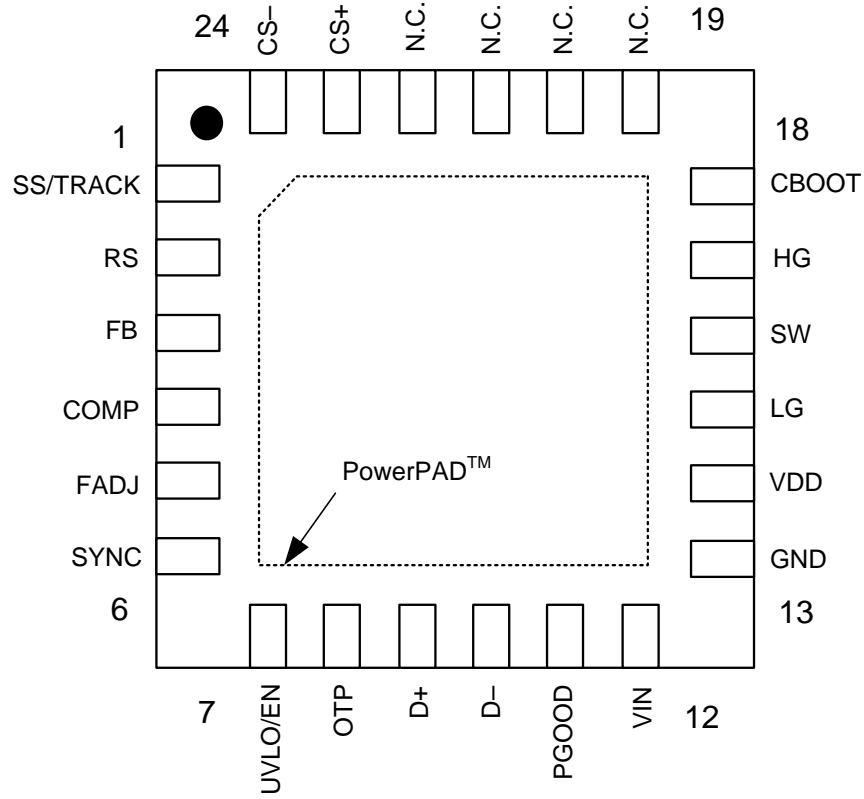 24
CS–
CS+
N.C.
N.C.
N.C.
N.C.
19
1
18
SS/TRACK
CBOOT
RS
HG
FB
SW
COMP
LG
PowerPAD™
FADJ
VDD
SYNC
GND
6
13
7
UVLO/EN
OTP
D+
D–
PGOOD
VIN
12